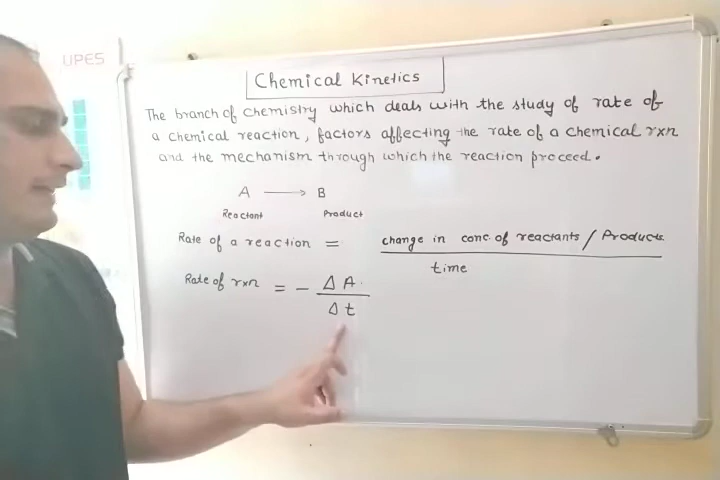 UPES
Chemical Kinetics
The branch of chemistry which deals with the study of rate of
a chemical reaction, factors affecting the rate of a chemical rxn
and the mechanism through which the reaction proceed.
A ⟶ B
Reactant Product
Rate of a reaction = change in conc. of reactants / Products
time
Rate of rxn = - Δ A
Δ t